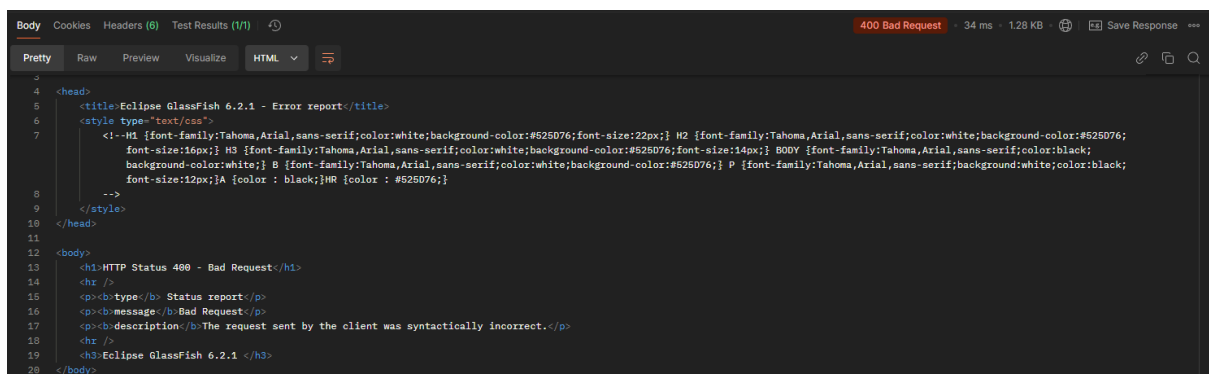 Body Cookies Headers (6) Test Results (1/1) 400 Bad Request 34 ms 1.28 KB e.g. Save Response
Pretty Raw Preview Visualize HTML
3
4 <head>
5 <title>Eclipse GlassFish 6.2.1 - Error report</title>
6 <style type="text/css">
7 <!--H1 {font-family:Tahoma,Arial,sans-serif;color:white;background-color:#525D76;font-size:22px;} H2 {font-family:Tahoma,Arial,sans-serif;color:white;background-color:#525D76;
font-size:16px;} H3 {font-family:Tahoma,Arial,sans-serif;color:white;background-color:#525D76;font-size:14px;} BODY {font-family:Tahoma,Arial,sans-serif;color:black;
background-color:white;} B {font-family:Tahoma,Arial,sans-serif;color:white;background-color:#525D76;} P {font-family:Tahoma,Arial,sans-serif;background:white;color:black;
font-size:12px;}A {color : black;}HR {color : #525D76;}
8 -->
9 </style>
10 </head>
11
12 <body>
13 <h1>HTTP Status 400 - Bad Request</h1>
14 <hr />
15 <p><b>type</b> Status report</p>
16 <p><b>message</b>Bad Request</p>
17 <p><b>description</b>The request sent by the client was syntactically incorrect.</p>
18 <hr />
19 <h3>Eclipse GlassFish 6.2.1 </h3>
20 </body>